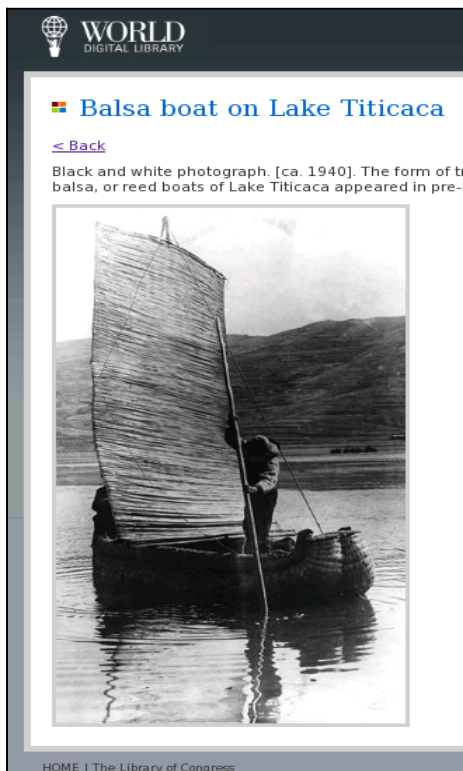 WORLD
DIGITAL LIBRARY
Balsa boat on Lake Titicaca
< Back
Black and white photograph. [ca. 1940]. The form of
balsa, or reed boats of Lake Titicaca appeared in
HOME | The Library of Congress